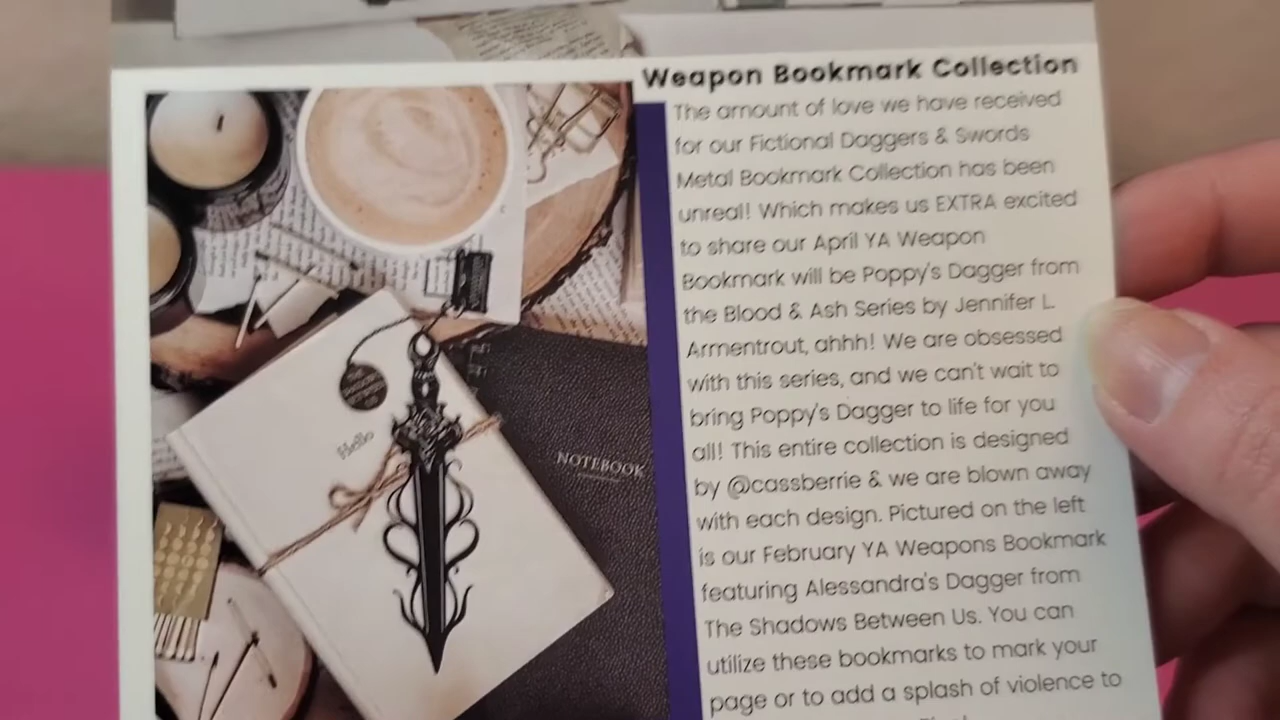 Weapon Bookmark Collection
The amount of love we have received
for our Fictional Daggers & Swords
Metal Bookmark Collection has been
unreal! Which makes us EXTRA excited
to share our April YA Weapon
Bookmark will be Poppy's Dagger from
the Blood & Ash Series by Jennifer L.
Armentrout, ahhh! We are obsessed
with this series, and we can't wait to
bring Poppy's Dagger to life for you
all! This entire collection is designed
by @cassberrie & we are blown away
with each design. Pictured on the left
is our February YA Weapons Bookmark
featuring Alessandra's Dagger from
The Shadows Between Us. You can
utilize these bookmarks to mark your
page or to add a splash of violence to
Hello
NOTEBOOK